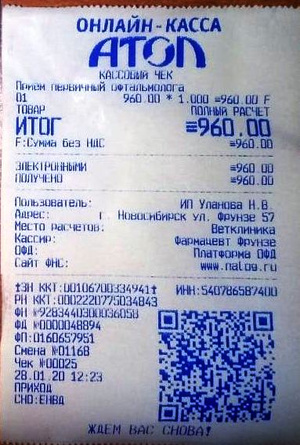 ОНЛАЙН-КАССА
АТОЛ
КАССОВЫЙ ЧЕК
Прием первичный офтальмолога
01 960.00 * 1.000 =960.00 F
ТОВАР ПОЛНЫЙ РАСЧЕТ
ИТОГ ≡960.00
F:Сумма без НДС ≡960.00
ЭЛЕКТРОННЫМИ ≡960.00
ПОЛУЧЕНО ≡960.00
Пользователь: ИП Уланова Н.В.
Адрес: г. Новосибирск ул. Фрунзе 57
Место расчетов: Ветклиника
Кассир: Фармацевт Фрунзе
ОФД: Платформа ОФД
Сайт ФНС: www.nalog.ru
ЗН ККТ:00106700334941 ИНН:540786587400
РН ККТ:0002220775034843
ФН №9283440300036058
ФД №0000048894
ФП:0160657951
Смена №01168
Чек №00025
28.01.20 12:23
ПРИХОД
СНО:ЕНВД
ЖДЕМ ВАС СНОВА!